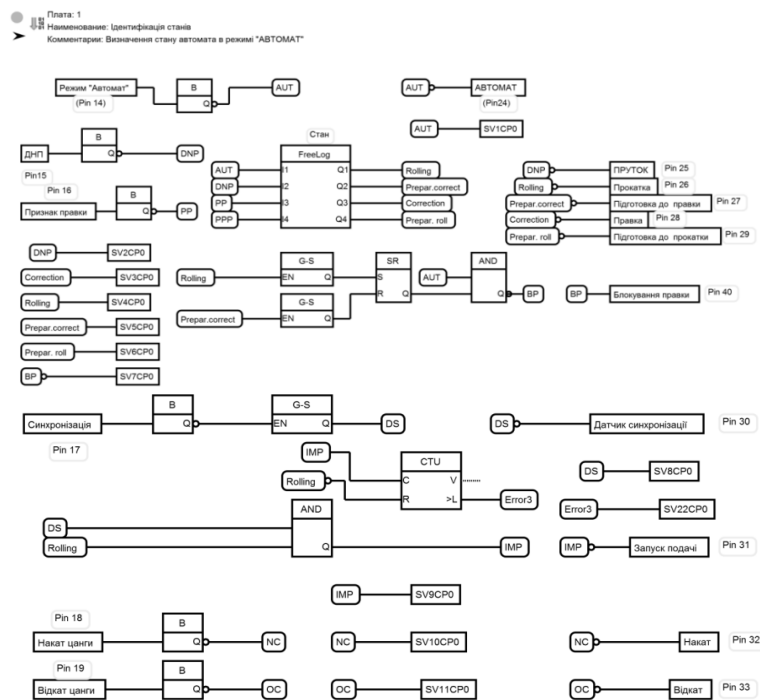 Плата: 1
Наименование: Ідентифікація станів
Комментарии: Визначення стану автомата в режимі "АВТОМАТ"
Режим "Автомат" B Q AUT AUT АВТОМАТ
(Pin 14) (Pin24)
AUT SV1CP0
B Стан
ДНП Q DNP FreeLog
Pin15 AUT I1 Q1 Rolling DNP ПРУТОК Pin 25
Pin 16 B DNP I2 Q2 Prepar.correct Rolling Прокатка Pin 26
PP I3 Q3 Correction Prepar.correct Підготовка до правки Pin 27
Признак правки Q PP PPP I4 Q4 Prepar. roll Correction Правка Pin 28
Prepar. roll Підготовка до прокатки Pin 29
DNP SV2CP0 G-S SR AND
Correction SV3CP0 Rolling EN Q S AUT
Rolling SV4CP0 G-S R Q Q BP BP Блокування правки Pin 40
Prepar.correct SV5CP0 Prepar.correct EN Q
Prepar. roll SV6CP0
BP SV7CP0
B G-S
Синхронізація Q EN Q DS DS Датчик синхронізації Pin 30
Pin 17
IMP CTU
DS SV8CP0
Rolling C V
R >L Error3 Error3 SV22CP0
AND
DS
Rolling Q IMP IMP Запуск подачі Pin 31
IMP SV9CP0
Pin 18 B
Накат цанги Q NC NC SV10CP0 NC Накат Pin 32
Pin 19 B
Відкат цанги Q OC OC SV11CP0 OC Відкат Pin 33